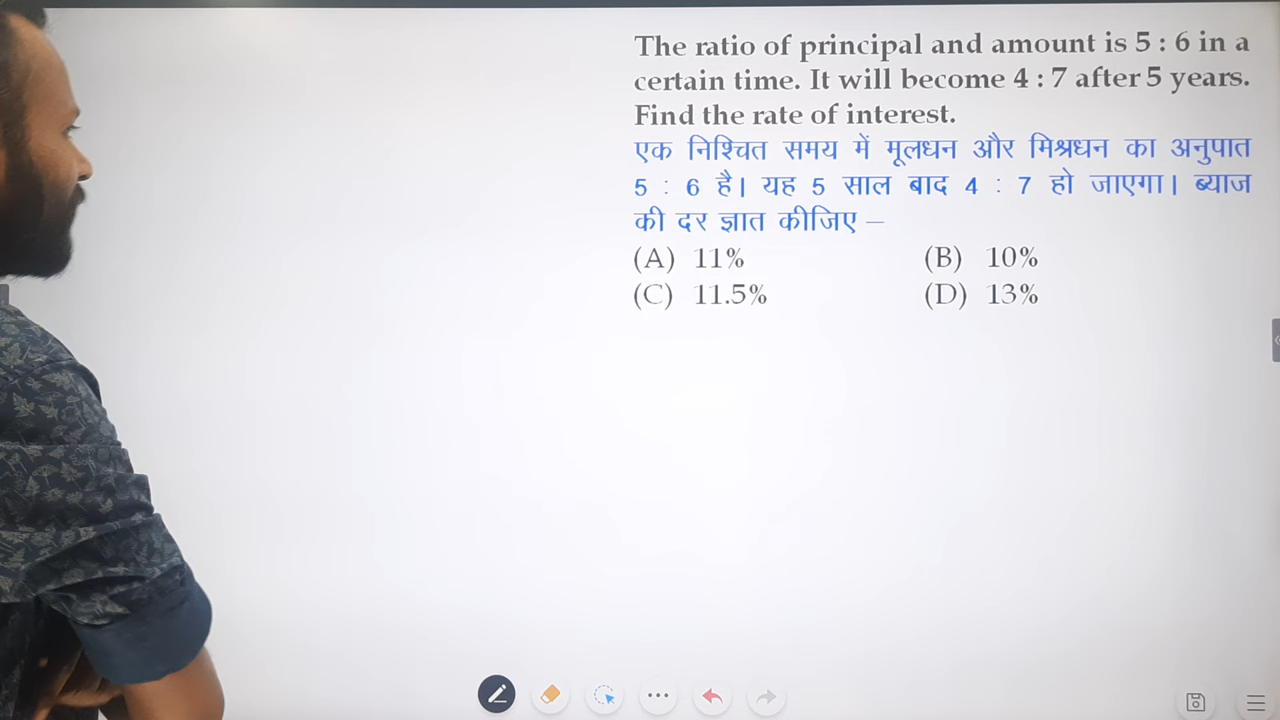 The ratio of principal and amount is 5 : 6 in a
certain time. It will become 4 : 7 after 5 years.
Find the rate of interest.
एक निश्चित समय में मूलधन और मिश्रधन का अनुपात
5 : 6 है। यह 5 साल बाद 4 : 7 हो जाएगा। ब्याज
की दर ज्ञात कीजिए –
(A) 11% (B) 10%
(C) 11.5% (D) 13%